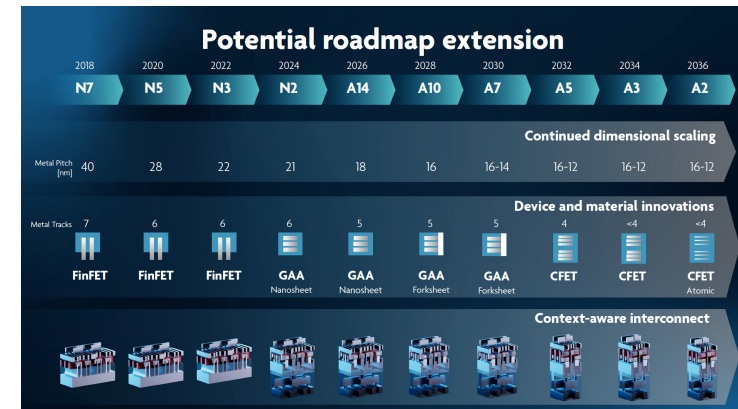 Potential roadmap extension
2018 2020 2022 2024 2026 2028 2030 2032 2034 2036
N7 N5 N3 N2 A14 A10 A7 A5 A3 A2
Continued dimensional scaling
Metal Pitch
[nm]
40 28 22 21 18 16 16-14 16-12 16-12 16-12
Device and material innovations
Metal Tracks 7 6 6 6 5 5 5 4 <4 <4
FinFET FinFET FinFET GAA GAA GAA GAA CFET CFET CFET
Nanosheet Nanosheet Forksheet Forksheet Atomic
Context-aware interconnect